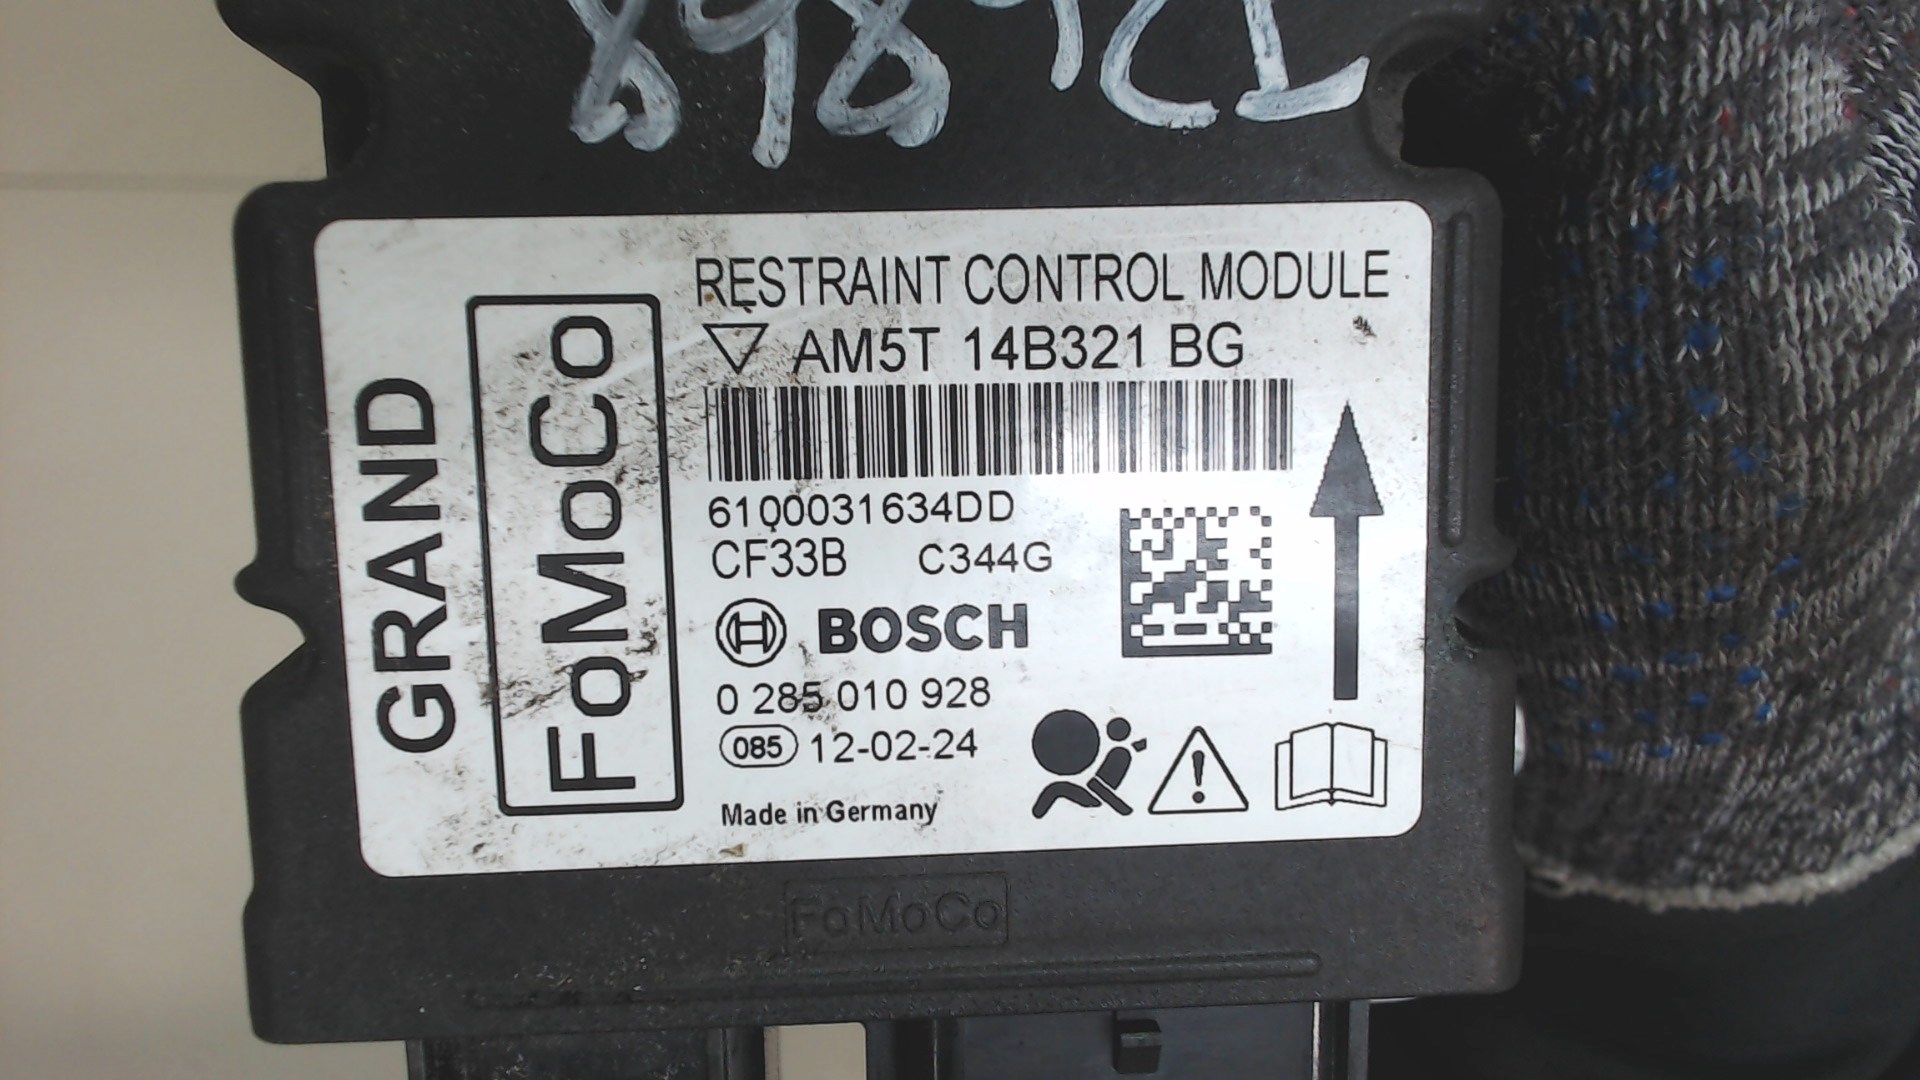 RESTRAINT CONTROL MODULE
AM5T 14B321 BG
6100031634DD
CF33B C344G
BOSCH
0 285 010 928
085 12-02-24
Made in Germany
GRAND
FoMoCo
FoMoCo